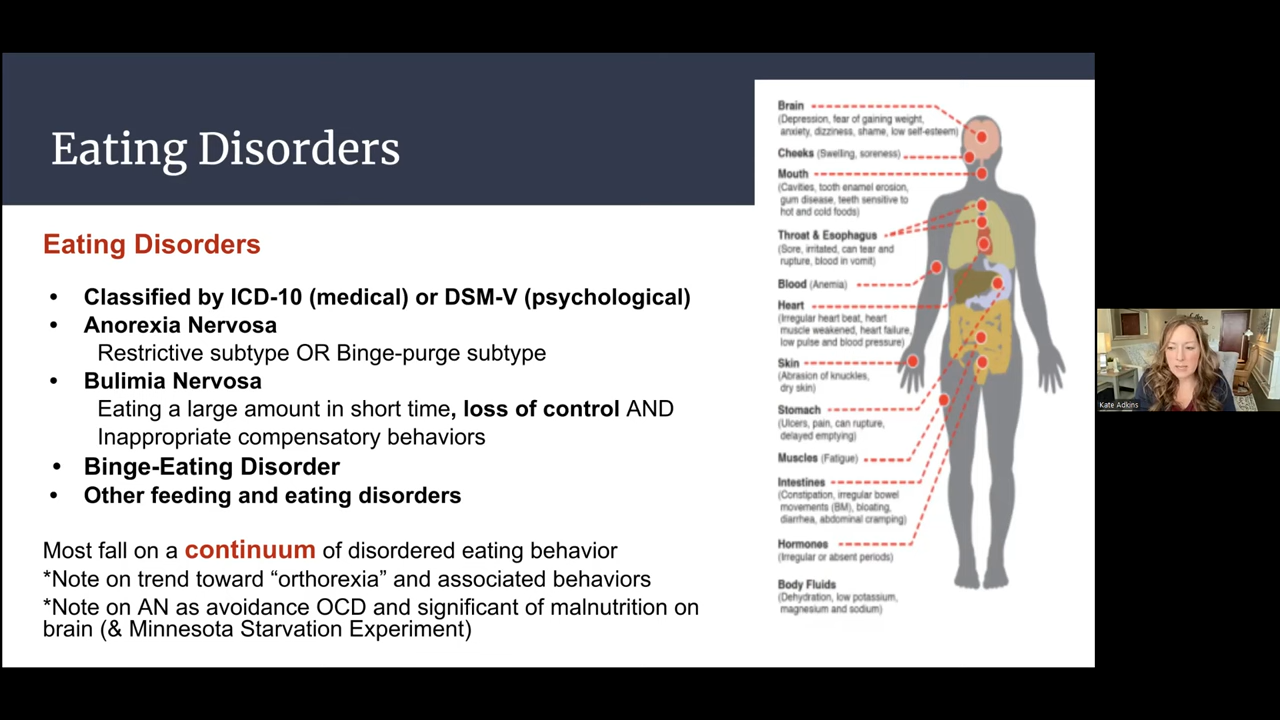 Eating Disorders
Eating Disorders
• Classified by ICD-10 (medical) or DSM-V (psychological)
• Anorexia Nervosa
Restrictive subtype OR Binge-purge subtype
• Bulimia Nervosa
Eating a large amount in short time, loss of control AND
Inappropriate compensatory behaviors
• Binge-Eating Disorder
• Other feeding and eating disorders
Most fall on a continuum of disordered eating behavior
*Note on trend toward “orthorexia” and associated behaviors
*Note on AN as avoidance OCD and significant of malnutrition on
brain (& Minnesota Starvation Experiment)
Brain
(Depression, fear of gaining weight,
anxiety, dizziness, shame, low self-esteem)
Cheeks (Swelling, soreness)
Mouth
(Cavities, tooth enamel erosion,
gum disease, teeth sensitive to
hot and cold foods)
Throat & Esophagus
(Sore, irritated, can tear and
rupture, blood in vomit)
Blood (Anemia)
Heart
(Irregular heart beat, heart
muscle weakened, heart failure,
low pulse and blood pressure)
Skin
(Abrasion of knuckles,
dry skin)
Stomach
(Ulcers, pain, can rupture,
delayed emptying)
Muscles (Fatigue)
Intestines
(Constipation, irregular bowel
movements (BM), bloating,
diarrhea, abdominal cramping)
Hormones
(Irregular or absent periods)
Body Fluids
(Dehydration, low potassium,
magnesium and sodium)
Kate Adkins